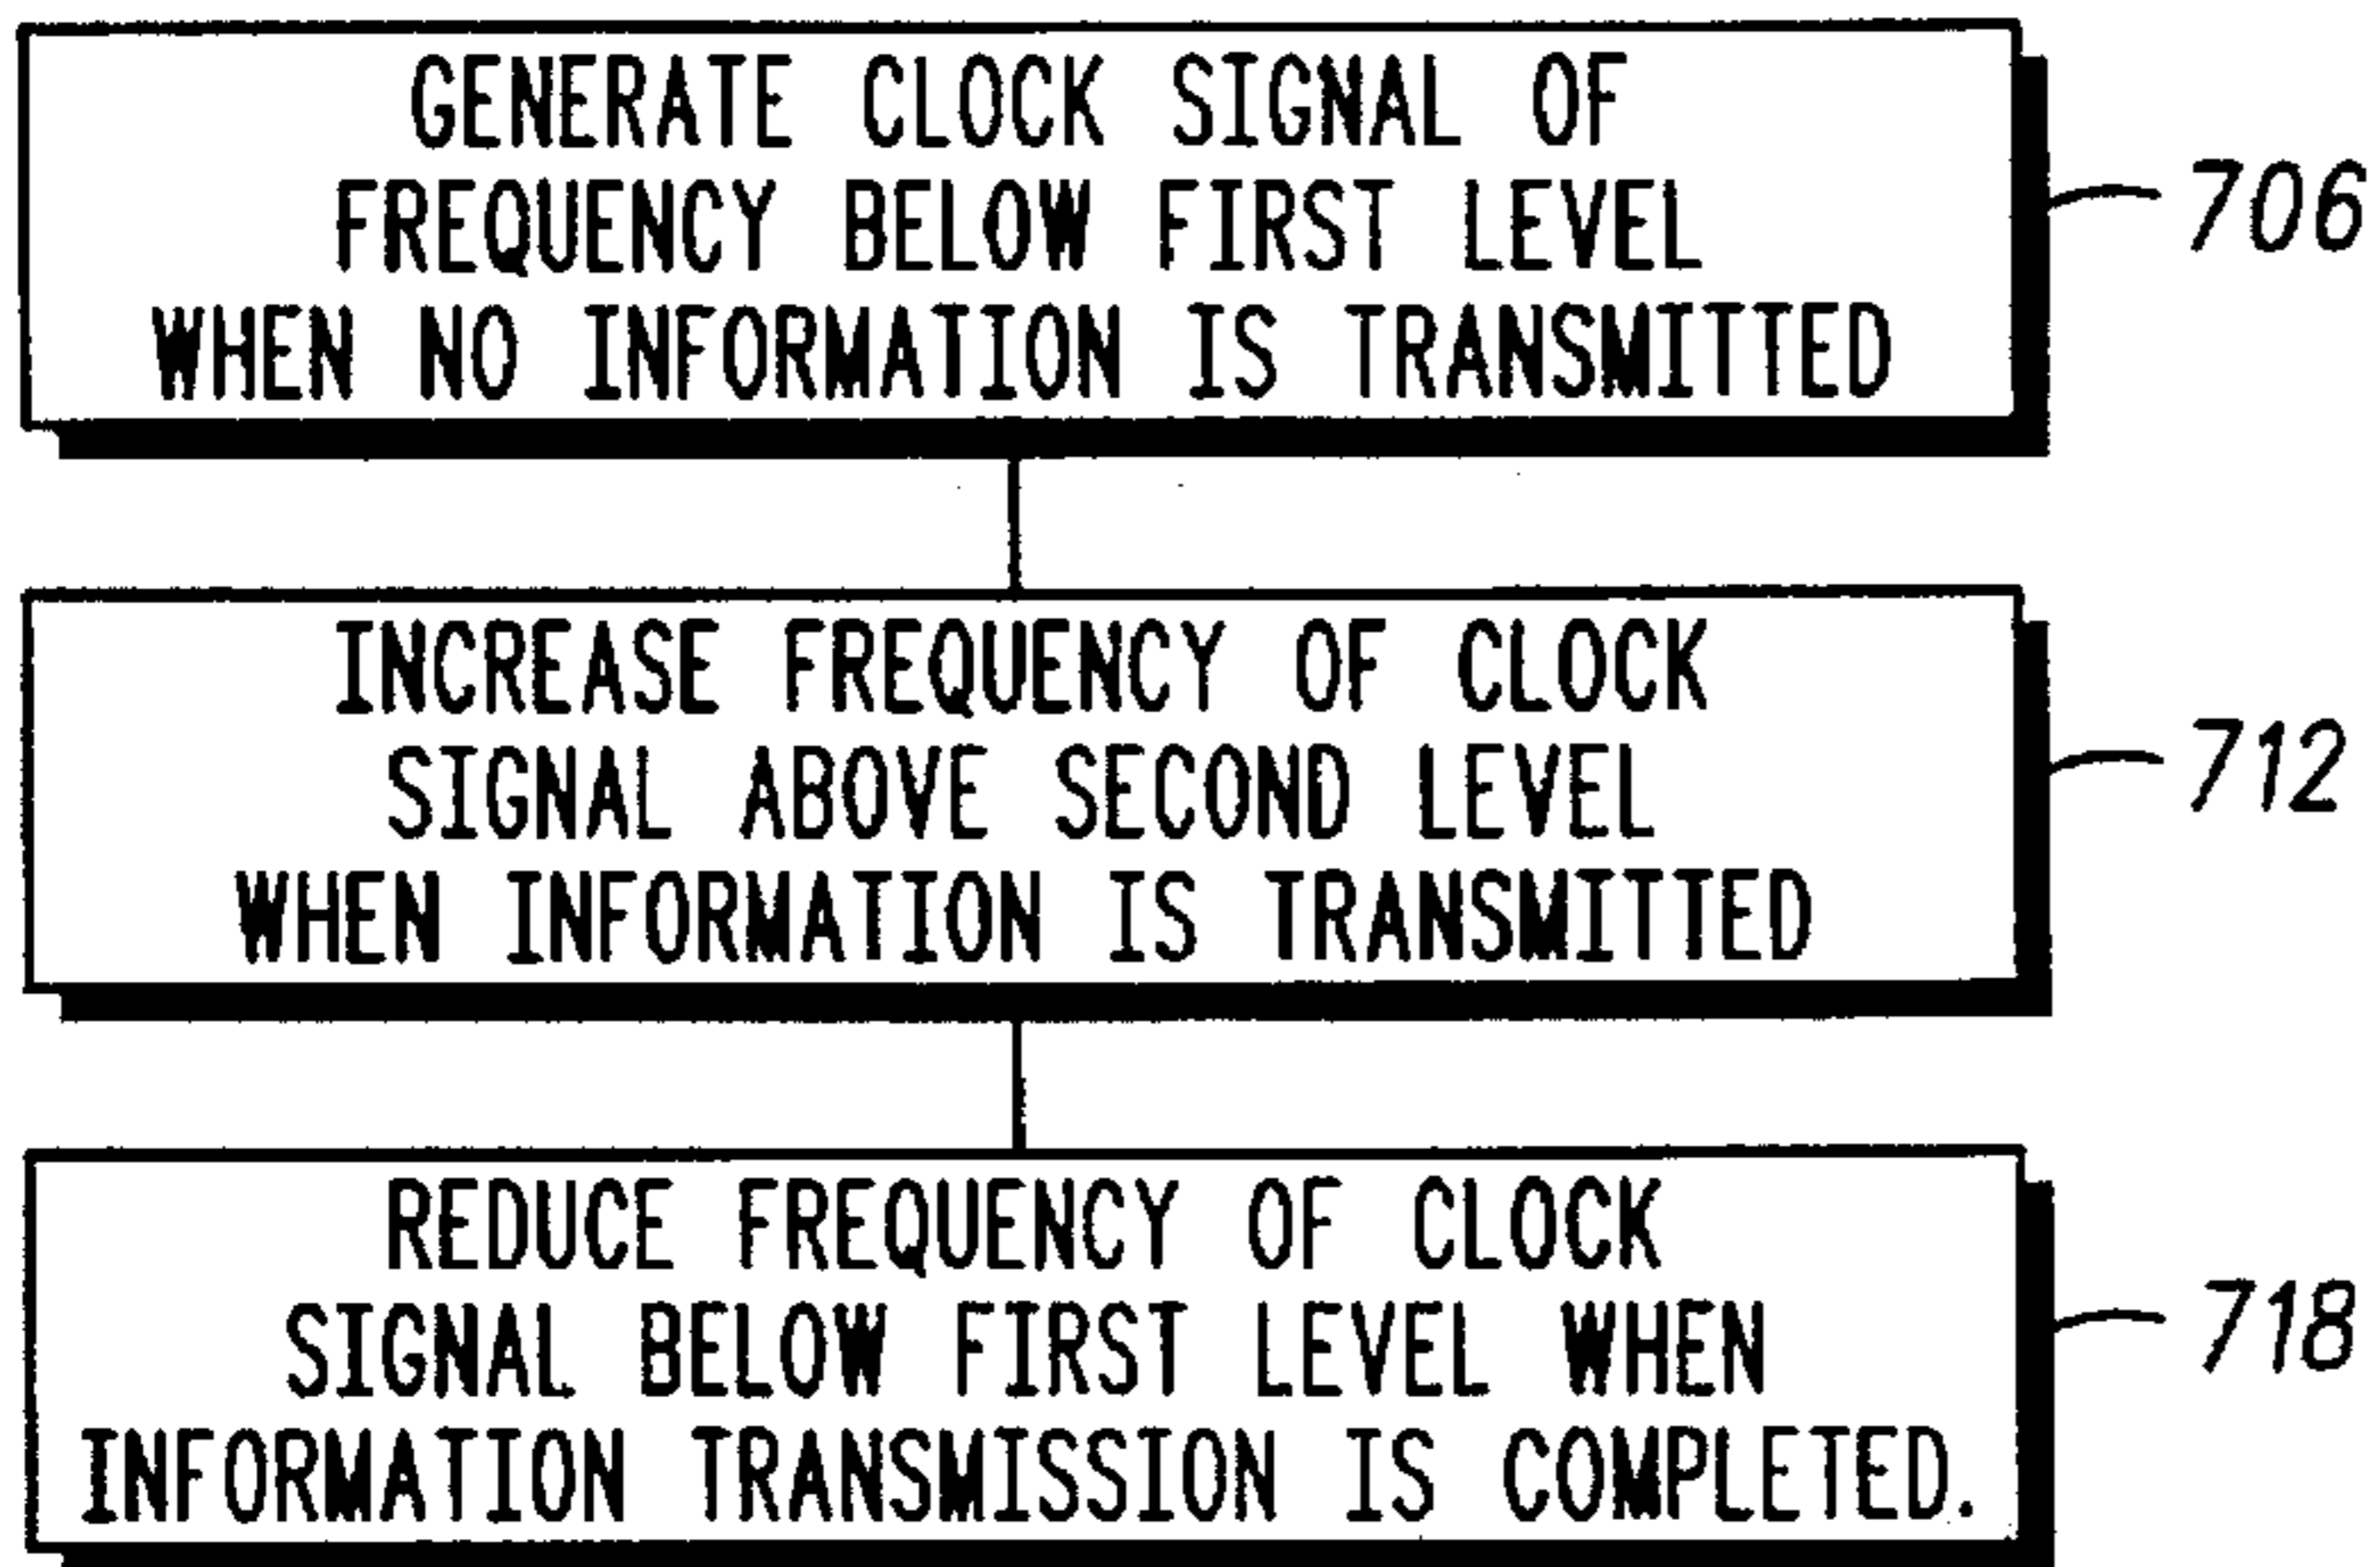 GENERATE CLOCK SIGNAL OF
FREQUENCY BELOW FIRST LEVEL
WHEN NO INFORMATION IS TRANSMITTED
706
INCREASE FREQUENCY OF CLOCK
SIGNAL ABOVE SECOND LEVEL
WHEN INFORMATION IS TRANSMITTED
712
REDUCE FREQUENCY OF CLOCK
SIGNAL BELOW FIRST LEVEL WHEN
INFORMATION TRANSMISSION IS COMPLETED.
718